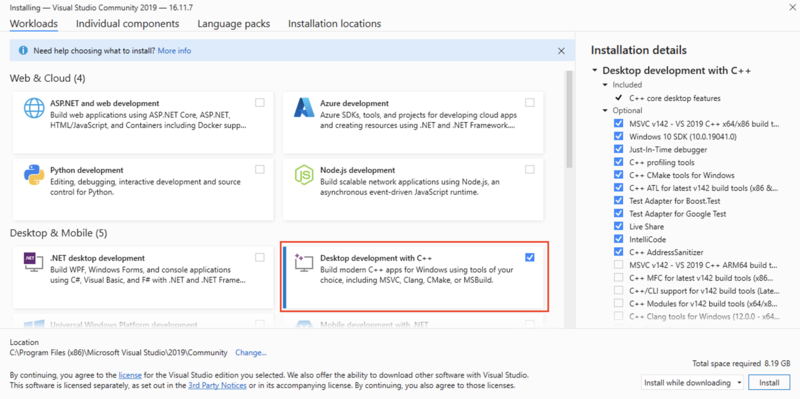 Installing — Visual Studio Community 2019 — 16.11.7
Workloads Individual components Language packs Installation locations
Need help choosing what to install? More info
Web & Cloud (4)
ASP.NET and web development
Build web applications using ASP.NET Core, ASP.NET,
HTML/JavaScript, and Containers including Docker supp...
Azure development
Azure SDKs, tools, and projects for developing cloud apps
and creating resources using .NET and .NET Framework....
Python development
Editing, debugging, interactive development and source
control for Python.
Node.js development
Build scalable network applications using Node.js, an
asynchronous event-driven JavaScript runtime.
Desktop & Mobile (5)
.NET
.NET desktop development
Build WPF, Windows Forms, and console applications
using C#, Visual Basic, and F# with .NET and .NET Frame...
Desktop development with C++
Build modern C++ apps for Windows using tools of your
choice, including MSVC, Clang, CMake, or MSBuild.
Universal Windows Platform development
Mobile development with .NET
Installation details
Desktop development with C++
Included
C++ core desktop features
Optional
MSVC v142 - VS 2019 C++ x64/x86 build t...
Windows 10 SDK (10.0.19041.0)
Just-In-Time debugger
C++ profiling tools
C++ CMake tools for Windows
C++ ATL for latest v142 build tools (x86 &...
Test Adapter for Boost.Test
Test Adapter for Google Test
Live Share
IntelliCode
C++ AddressSanitizer
MSVC v142 - VS 2019 C++ ARM64 build t...
C++ MFC for latest v142 build tools (x86...
C++/CLI support for v142 build tools (Late...
C++ Modules for v142 build tools (x64/x8...
C++ Clang tools for Windows (12.0.0 - x64...
Location
C:\Program Files (x86)\Microsoft Visual Studio\2019\Community Change...
By continuing, you agree to the license for the Visual Studio edition you selected. We also offer the ability to download other software with Visual Studio.
This software is licensed separately, as set out in the 3rd Party Notices or in its accompanying license. By continuing, you also agree to those licenses.
Total space required 8.19 GB
Install while downloading Install